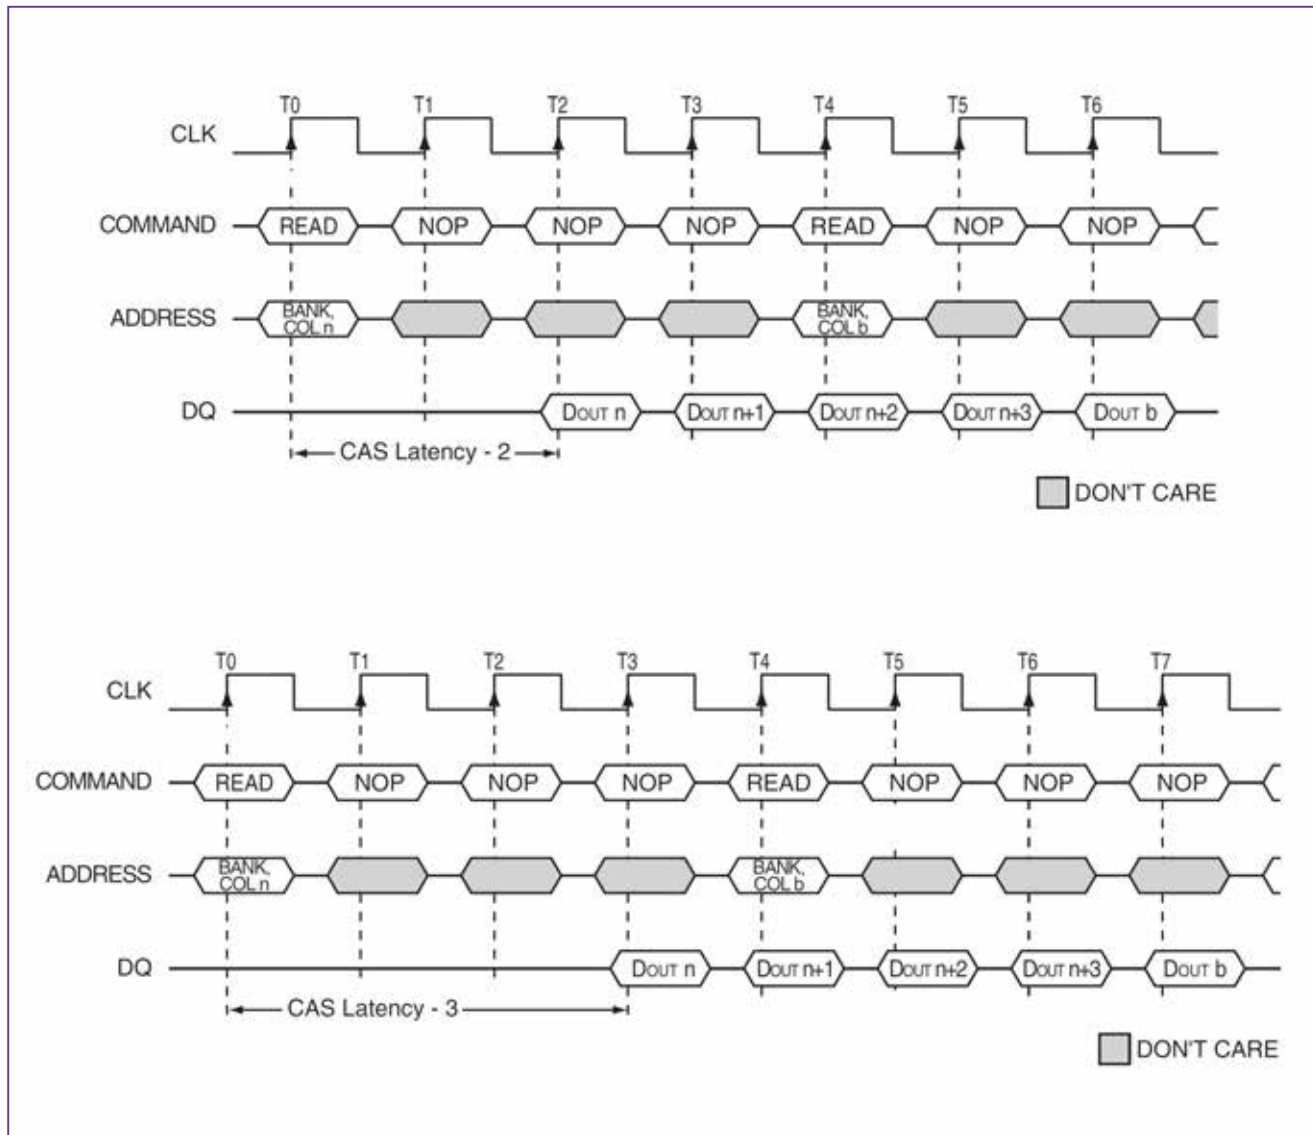 T0 T1 T2 T3 T4 T5 T6
CLK
COMMAND READ NOP NOP NOP READ NOP NOP
ADDRESS BANK, COL n BANK, COL b
DQ DOUT n DOUT n+1 DOUT n+2 DOUT n+3 DOUT b
CAS Latency - 2
DON'T CARE
T0 T1 T2 T3 T4 T5 T6 T7
CLK
COMMAND READ NOP NOP NOP READ NOP NOP NOP
ADDRESS BANK, COL n BANK, COL b
DQ DOUT n DOUT n+1 DOUT n+2 DOUT n+3 DOUT b
CAS Latency - 3
DON'T CARE